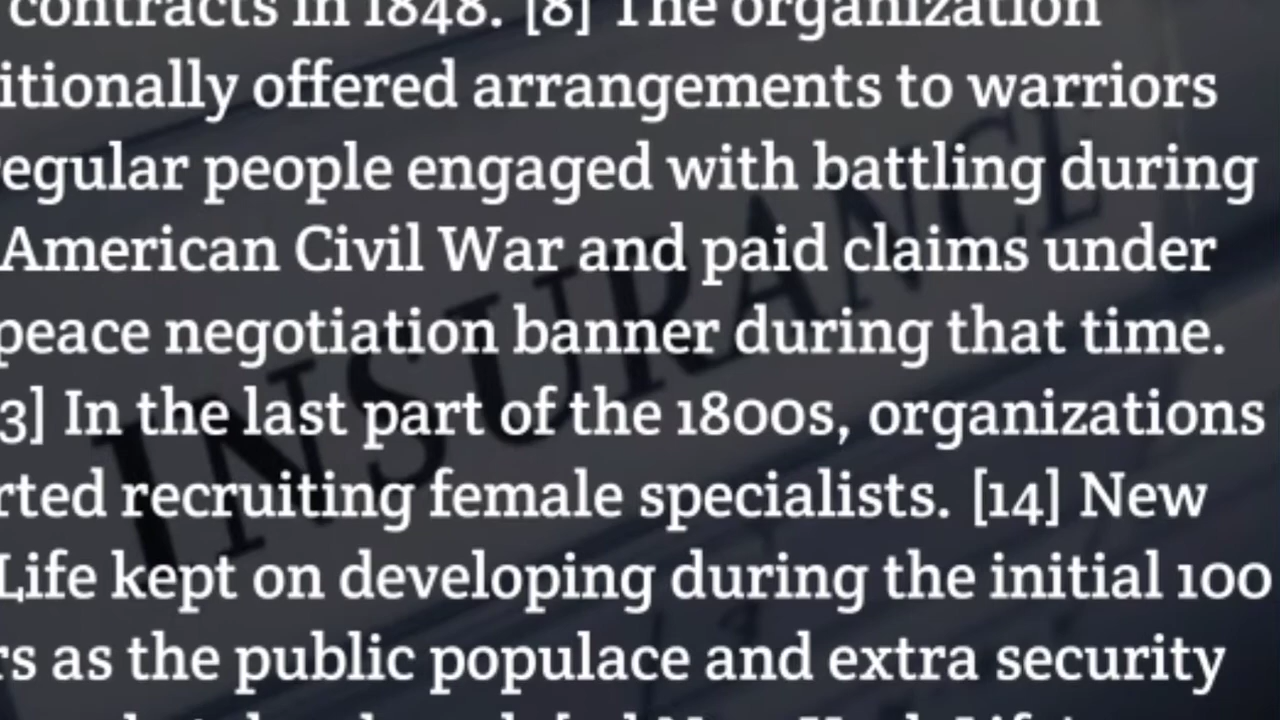 contracts in 1848. [8] The organization
itionally offered arrangements to warriors
egular people engaged with battling during
American Civil War and paid claims under
peace negotiation banner during that time.
3] In the last part of the 1800s, organizations
rted recruiting female specialists. [14] New
Life kept on developing during the initial 100
rs as the public populace and extra security
INSURANCE